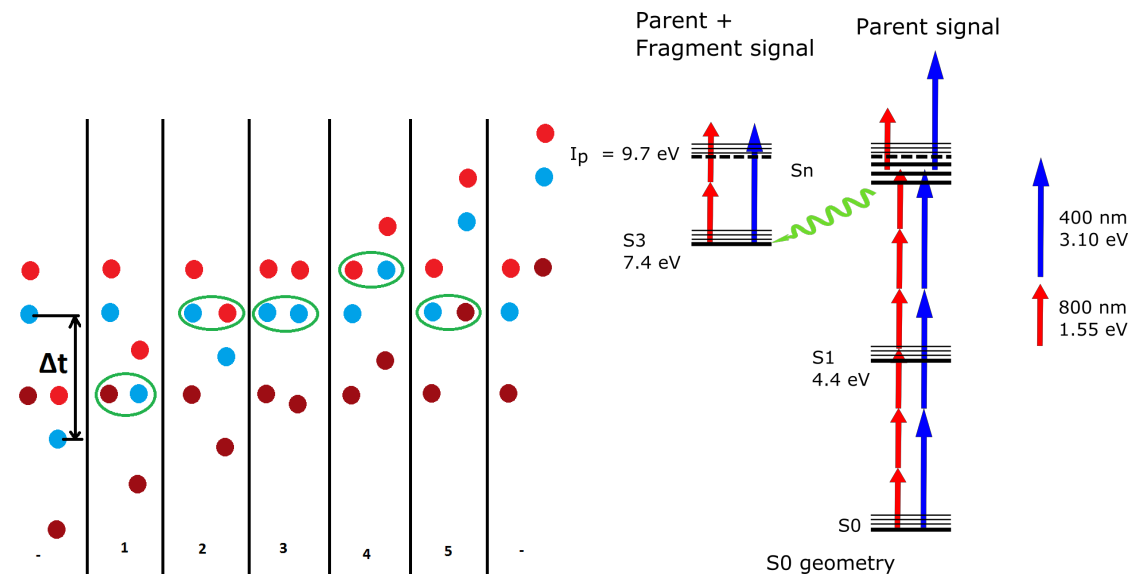 Δt
-
1
2
3
4
5
-
Parent +
Fragment signal
Parent signal
Ip = 9.7 eV
Sn
S3
7.4 eV
400 nm
3.10 eV
800 nm
1.55 eV
S1
4.4 eV
S0
S0 geometry